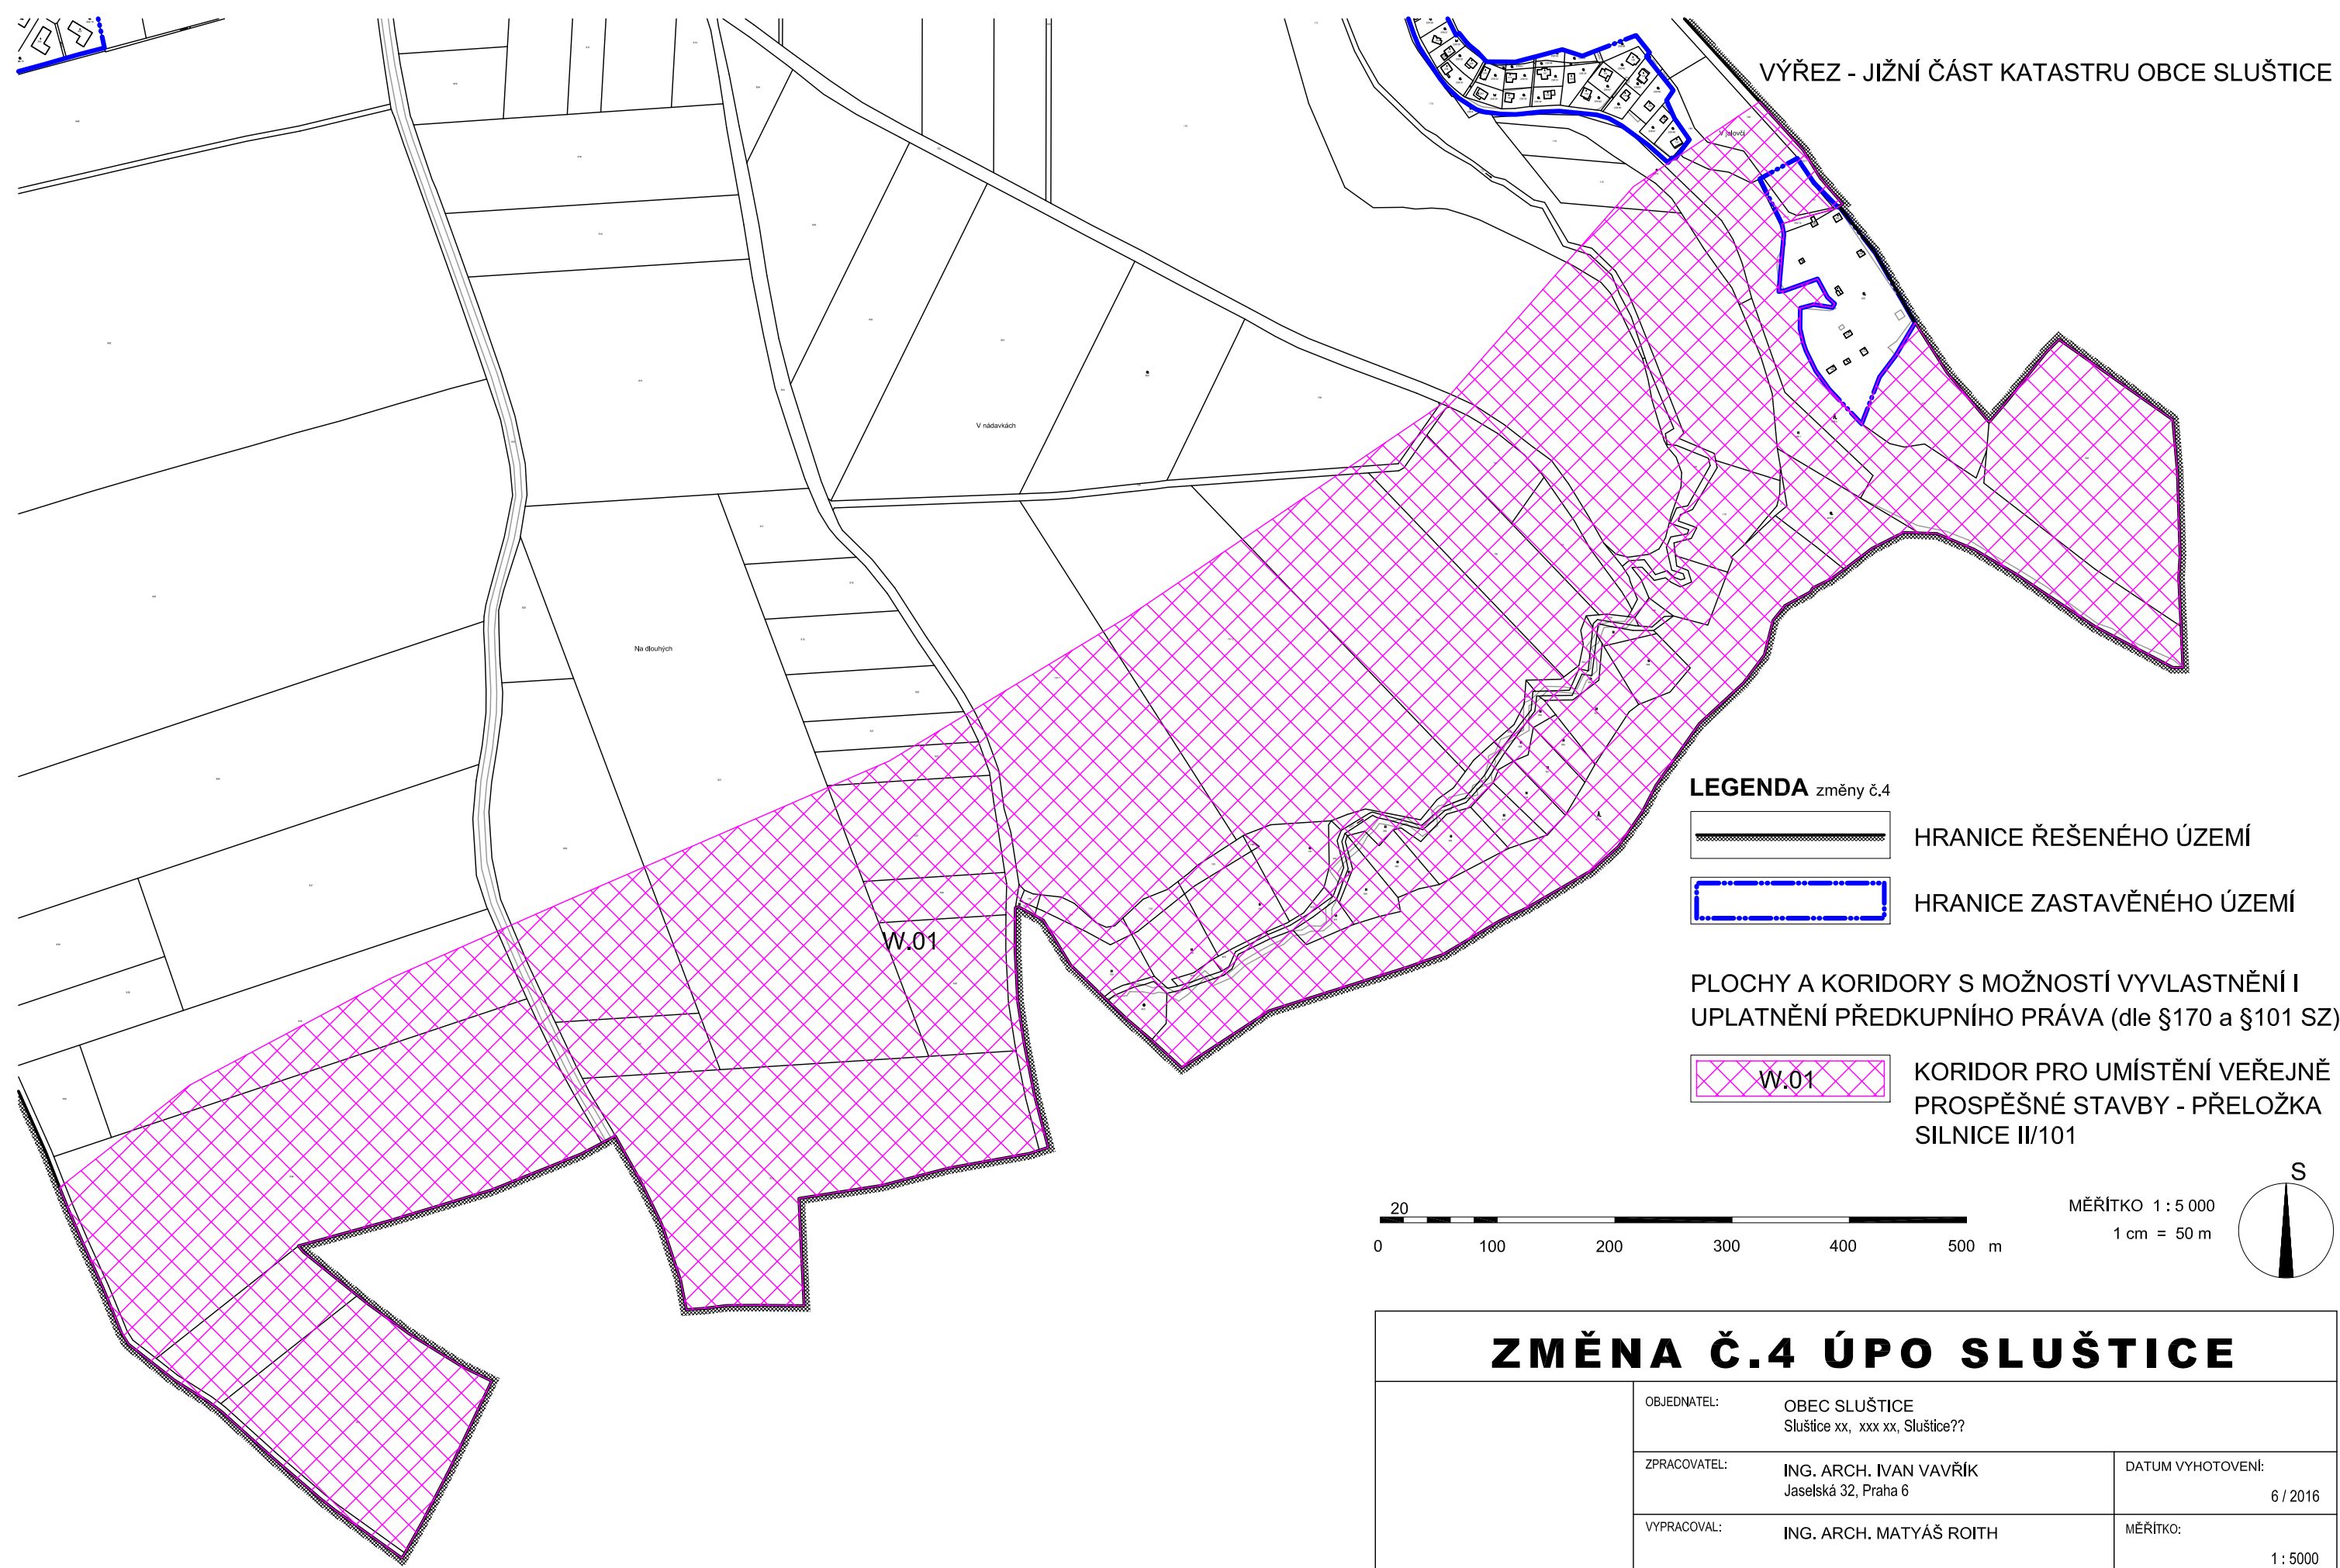 VÝŘEZ - JIŽNÍ ČÁST KATASTRU OBCE SLUŠTICE
V jalovčí
V nádavkách
Na dlouhých
W.01
LEGENDA změny č.4
HRANICE ŘEŠENÉHO ÚZEMÍ
HRANICE ZASTAVĚNÉHO ÚZEMÍ
PLOCHY A KORIDORY S MOŽNOSTÍ VYVLASTNĚNÍ I
UPLATNĚNÍ PŘEDKUPNÍHO PRÁVA (dle §170 a §101 SZ)
W.01
KORIDOR PRO UMÍSTĚNÍ VEŘEJNĚ
PROSPĚŠNÉ STAVBY - PŘELOŽKA
SILNICE II/101
20
0 100 200 300 400 500 m
MĚŘÍTKO 1 : 5 000
1 cm = 50 m
S
ZMĚNA Č.4 ÚPO SLUŠTICE
OBJEDNATEL: OBEC SLUŠTICE
Sluštice xx, xxx xx, Sluštice??
ZPRACOVATEL: ING. ARCH. IVAN VAVŘÍK
Jaselská 32, Praha 6
DATUM VYHOTOVENÍ:
6 / 2016
VYPRACOVAL: ING. ARCH. MATYÁŠ ROITH
MĚŘÍTKO:
1 : 5000